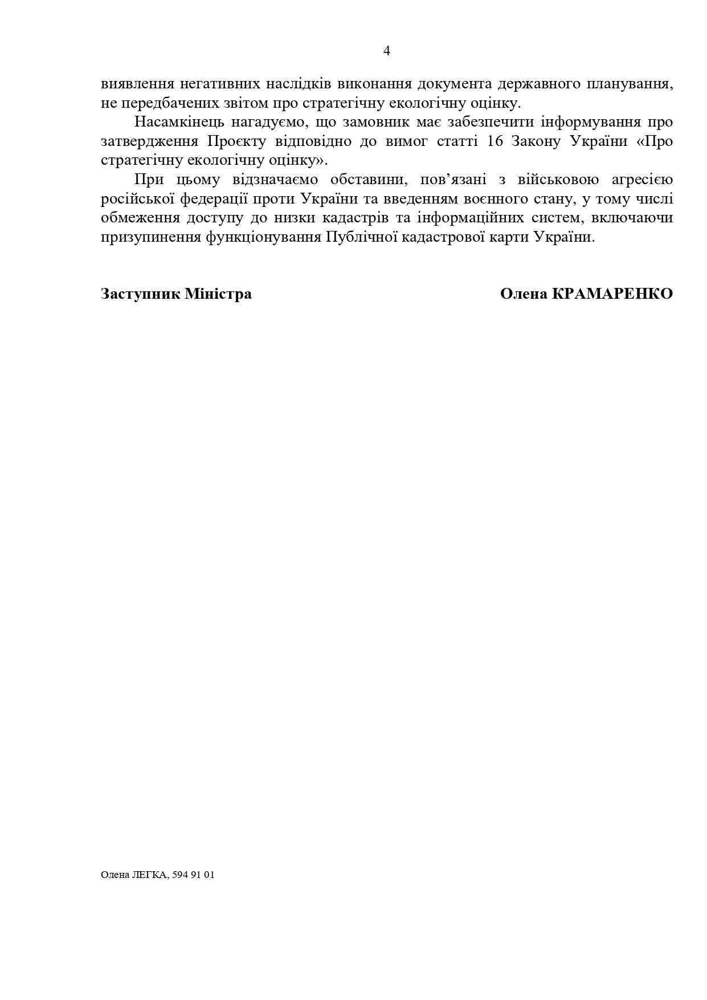 4
виявлення негативних наслідків виконання документа державного планування,
не передбачених звітом про стратегічну екологічну оцінку.
Насамкінець нагадуємо, що замовник має забезпечити інформування про
затвердження Проєкту відповідно до вимог статті 16 Закону України «Про
стратегічну екологічну оцінку».
При цьому відзначаємо обставини, пов’язані з військовою агресією
російської федерації проти України та введенням воєнного стану, у тому числі
обмеження доступу до низки кадастрів та інформаційних систем, включаючи
призупинення функціонування Публічної кадастрової карти України.
Заступник Міністра Олена КРАМАРЕНКО
Олена ЛЕГКА, 594 91 01